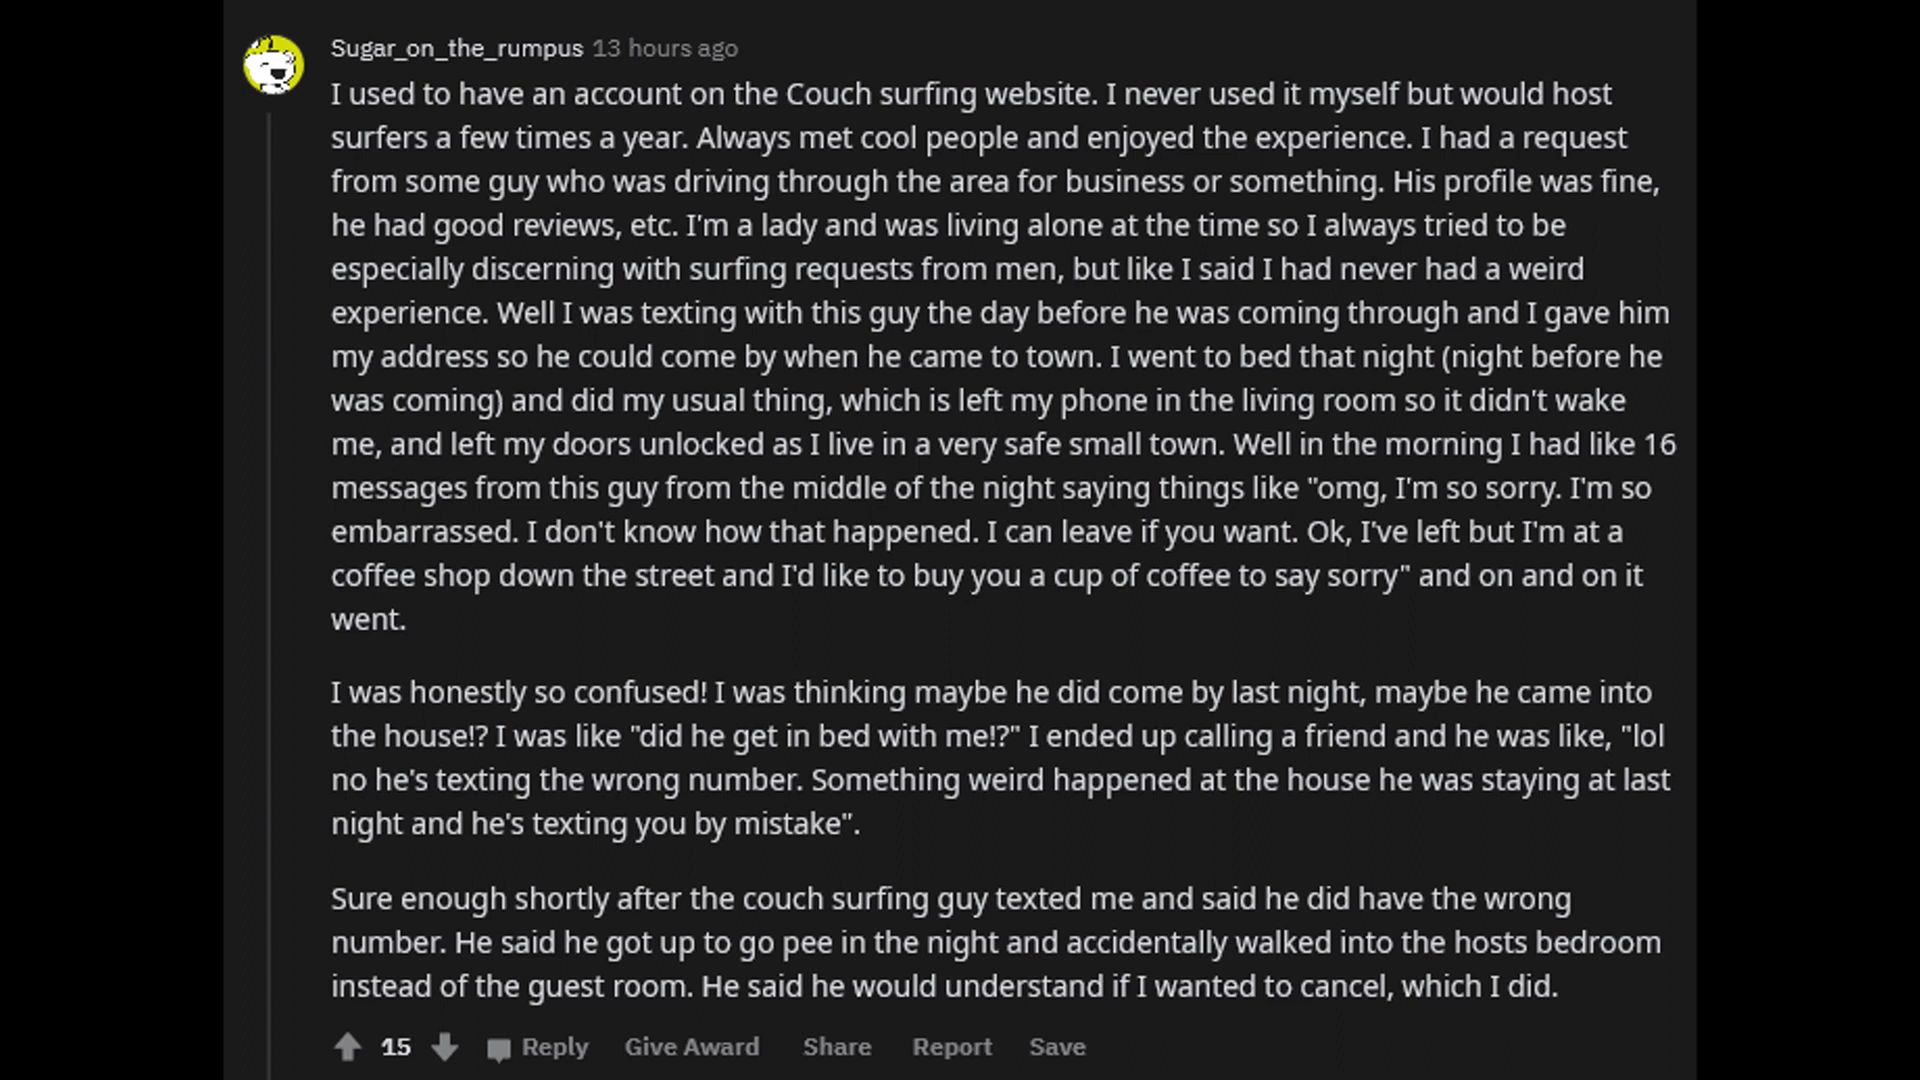 Sugar_on_the_rumpus 13 hours ago
I used to have an account on the Couch surfing website. I never used it myself but would host
surfers a few times a year. Always met cool people and enjoyed the experience. I had a request
from some guy who was driving through the area for business or something. His profile was fine,
he had good reviews, etc. I'm a lady and was living alone at the time so I always tried to be
especially discerning with surfing requests from men, but like I said I had never had a weird
experience. Well I was texting with this guy the day before he was coming through and I gave him
my address so he could come by when he came to town. I went to bed that night (night before he
was coming) and did my usual thing, which is left my phone in the living room so it didn't wake
me, and left my doors unlocked as I live in a very safe small town. Well in the morning I had like 16
messages from this guy from the middle of the night saying things like "omg, I'm so sorry. I'm so
embarrassed. I don't know how that happened. I can leave if you want. Ok, I've left but I'm at a
coffee shop down the street and I'd like to buy you a cup of coffee to say sorry" and on and on it
went.
I was honestly so confused! I was thinking maybe he did come by last night, maybe he came into
the house!? I was like "did he get in bed with me!?" I ended up calling a friend and he was like, "lol
no he's texting the wrong number. Something weird happened at the house he was staying at last
night and he's texting you by mistake".
Sure enough shortly after the couch surfing guy texted me and said he did have the wrong
number. He said he got up to go pee in the night and accidentally walked into the hosts bedroom
instead of the guest room. He said he would understand if I wanted to cancel, which I did.
15 Reply Give Award Share Report Save